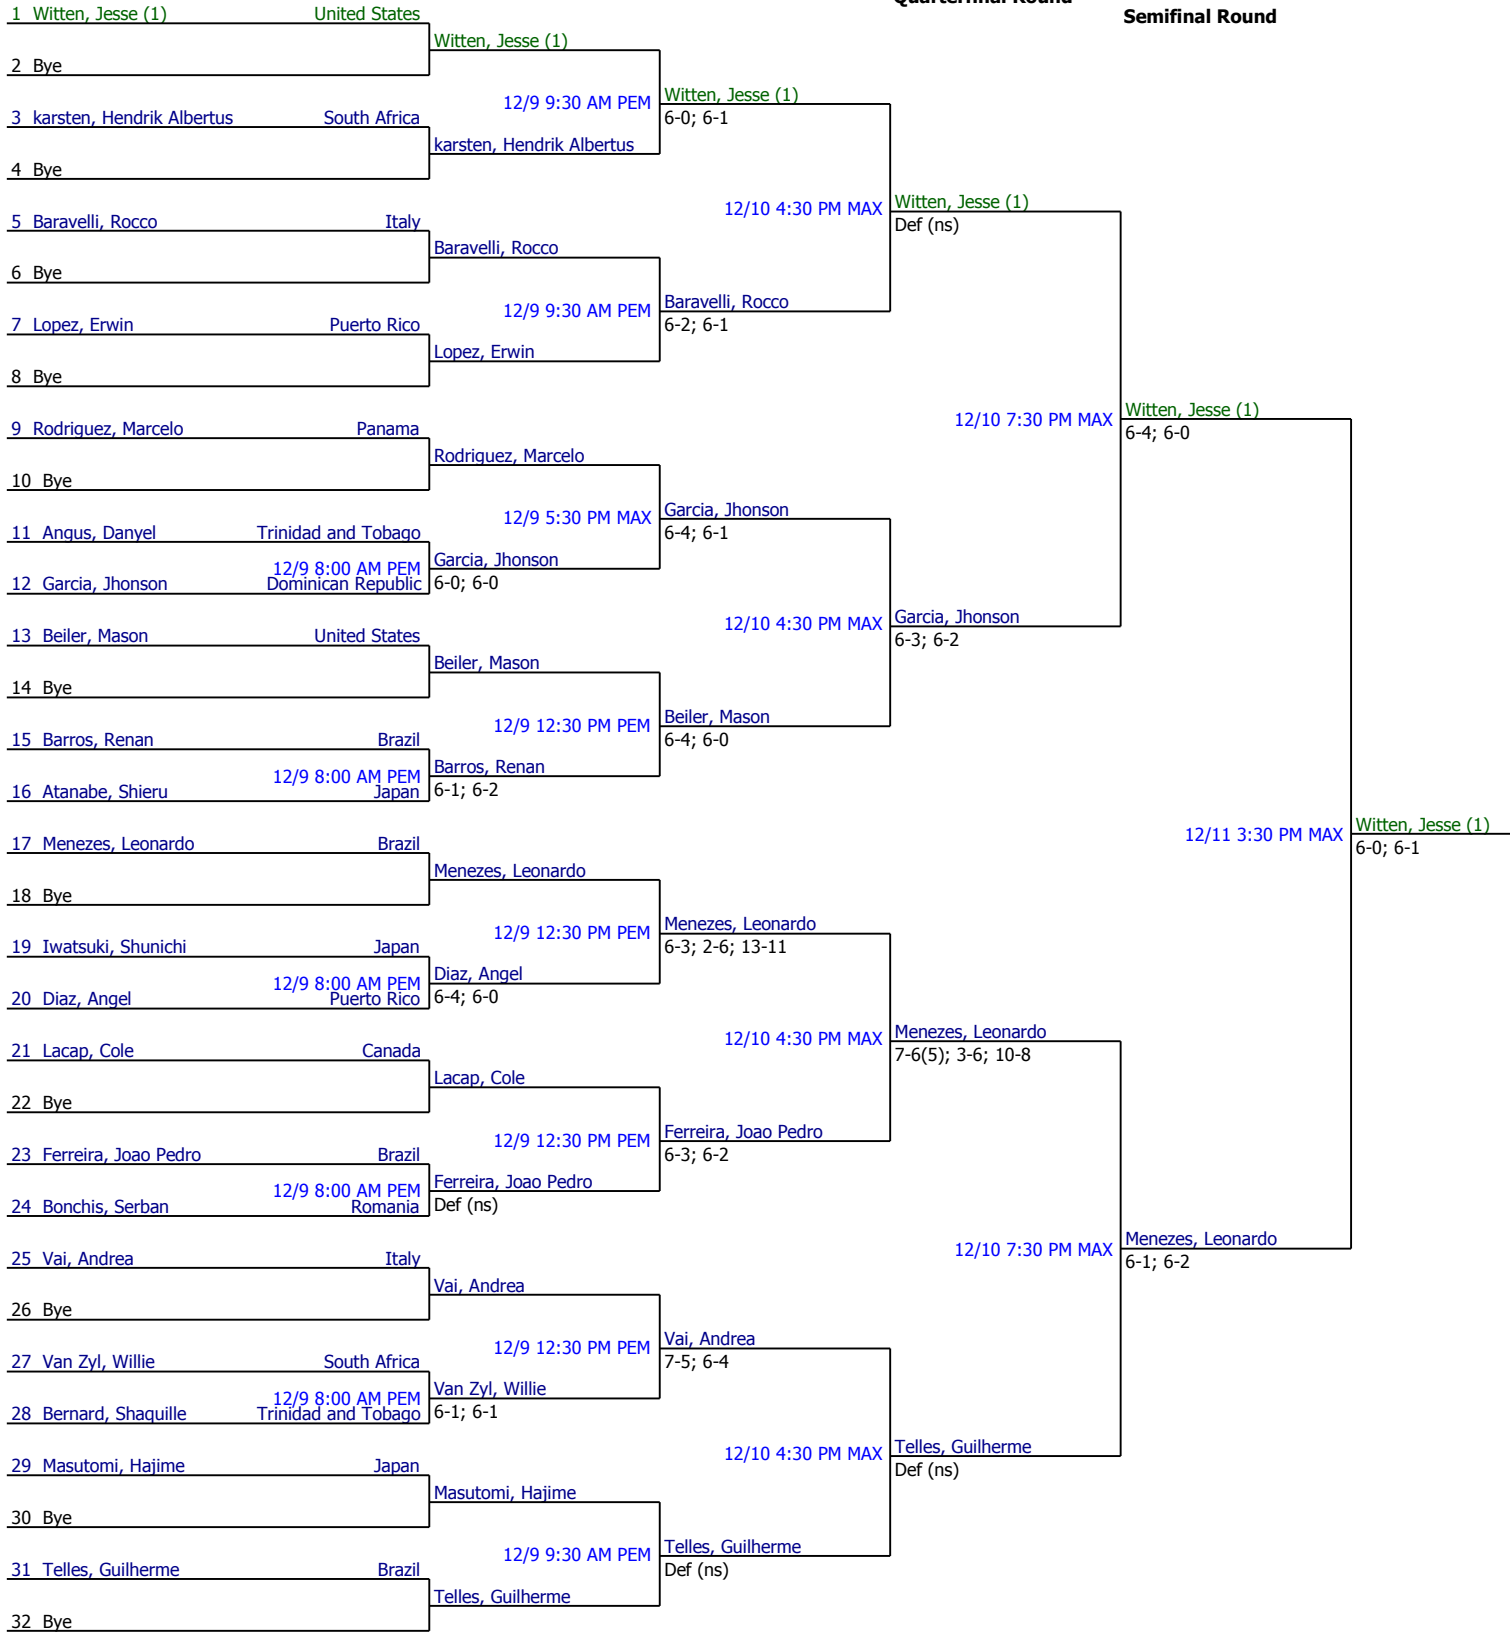 Semifinal Round
1 Witten, Jesse (1) United States
Witten, Jesse (1)
2 Bye
12/9 9:30 AM PEM
Witten, Jesse (1)
6-0; 6-1
3 karsten, Hendrik Albertus South Africa
karsten, Hendrik Albertus
4 Bye
12/10 4:30 PM MAX
Witten, Jesse (1)
Def (ns)
5 Baravelli, Rocco Italy
Baravelli, Rocco
6 Bye
12/9 9:30 AM PEM
Baravelli, Rocco
6-2; 6-1
7 Lopez, Erwin Puerto Rico
Lopez, Erwin
8 Bye
12/10 7:30 PM MAX
Witten, Jesse (1)
6-4; 6-0
9 Rodriguez, Marcelo Panama
Rodriguez, Marcelo
10 Bye
12/9 5:30 PM MAX
Garcia, Jhonson
6-4; 6-1
11 Angus, Danyel Trinidad and Tobago
12/9 8:00 AM PEM
Garcia, Jhonson
12 Garcia, Jhonson Dominican Republic
6-0; 6-0
12/10 4:30 PM MAX
Garcia, Jhonson
6-3; 6-2
13 Beiler, Mason United States
Beiler, Mason
14 Bye
12/9 12:30 PM PEM
Beiler, Mason
6-4; 6-0
15 Barros, Renan Brazil
12/9 8:00 AM PEM
Barros, Renan
16 Atanabe, Shieru Japan
6-1; 6-2
12/11 3:30 PM MAX
Witten, Jesse (1)
6-0; 6-1
17 Menezes, Leonardo Brazil
Menezes, Leonardo
18 Bye
12/9 12:30 PM PEM
Menezes, Leonardo
6-3; 2-6; 13-11
19 Iwatsuki, Shunichi Japan
12/9 8:00 AM PEM
Diaz, Angel
20 Diaz, Angel Puerto Rico
6-4; 6-0
12/10 4:30 PM MAX
Menezes, Leonardo
7-6(5); 3-6; 10-8
21 Lacap, Cole Canada
Lacap, Cole
22 Bye
12/9 12:30 PM PEM
Ferreira, Joao Pedro
6-3; 6-2
23 Ferreira, Joao Pedro Brazil
12/9 8:00 AM PEM
Ferreira, Joao Pedro
24 Bonchis, Serban Romania
Def (ns)
12/10 7:30 PM MAX
Menezes, Leonardo
6-1; 6-2
25 Vai, Andrea Italy
Vai, Andrea
26 Bye
12/9 12:30 PM PEM
Vai, Andrea
7-5; 6-4
27 Van Zyl, Willie South Africa
12/9 8:00 AM PEM
Van Zyl, Willie
28 Bernard, Shaquille Trinidad and Tobago
6-1; 6-1
12/10 4:30 PM MAX
Telles, Guilherme
Def (ns)
29 Masutomi, Hajime Japan
Masutomi, Hajime
30 Bye
12/9 9:30 AM PEM
Telles, Guilherme
Def (ns)
31 Telles, Guilherme Brazil
Telles, Guilherme
32 Bye